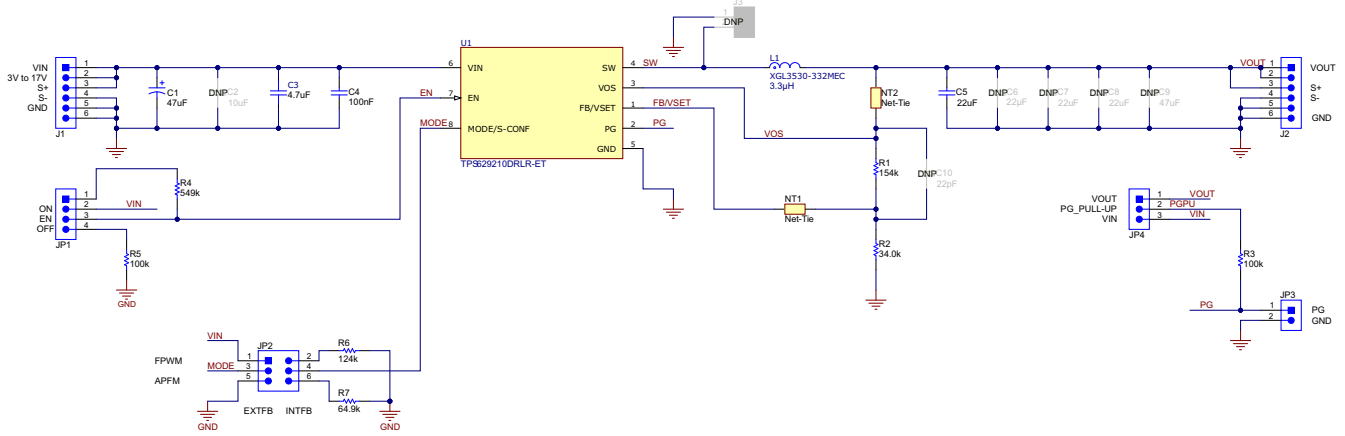 J3
1
DNP
U1
VIN 1
3V to 17V 2
S+ 3
S- 4
GND 5
6
J1
C1
47uF
DNP C2
10uF
C3
4.7uF
C4
100nF
6 VIN
EN 7 EN
MODE 8 MODE/S-CONF
SW 4 SW
VOS 3
FB/VSET 1 FB/VSET
PG 2 PG
GND 5
TPS629210DRLR-ET
L1
XGL3530-332MEC
3.3µH
NT2
Net-Tie
VOS
C5
22uF
DNP C6
22µF
DNP C7
22uF
DNP C8
22uF
DNP C9
47uF
VOUT 1 VOUT
2
3 S+
4 S-
5
6 GND
J2
R1
154k
DNP C10
22pF
NT1
Net-Tie
R2
34.0k
R4
549k
1
ON 2 VIN
EN 3
OFF 4
JP1
R5
100k
GND
VOUT 1 VOUT
PG_PULL-UP 2 PGPU
VIN 3 VIN
JP4
R3
100k
PG
JP3
1 PG
2 GND
VIN
JP2
FPWM 1 2
MODE 3 4
APFM 5 6
R6
124k
R7
64.9k
EXTFB INTFB
GND
GND